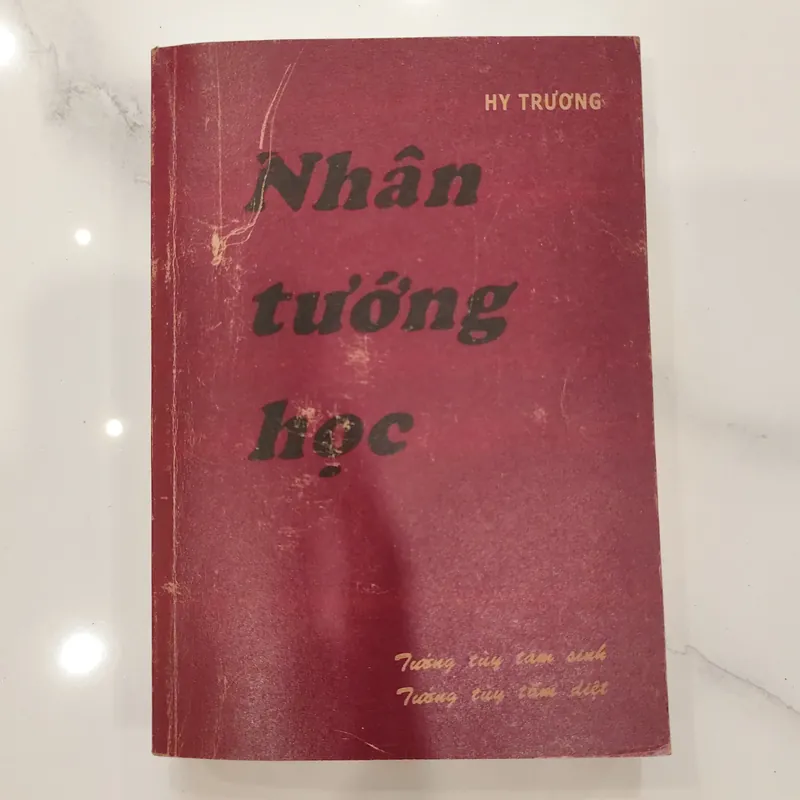 HY TRƯƠNG
Nhân
tướng
học
Tướng tùy tâm sinh
Tướng tùy tâm diệt